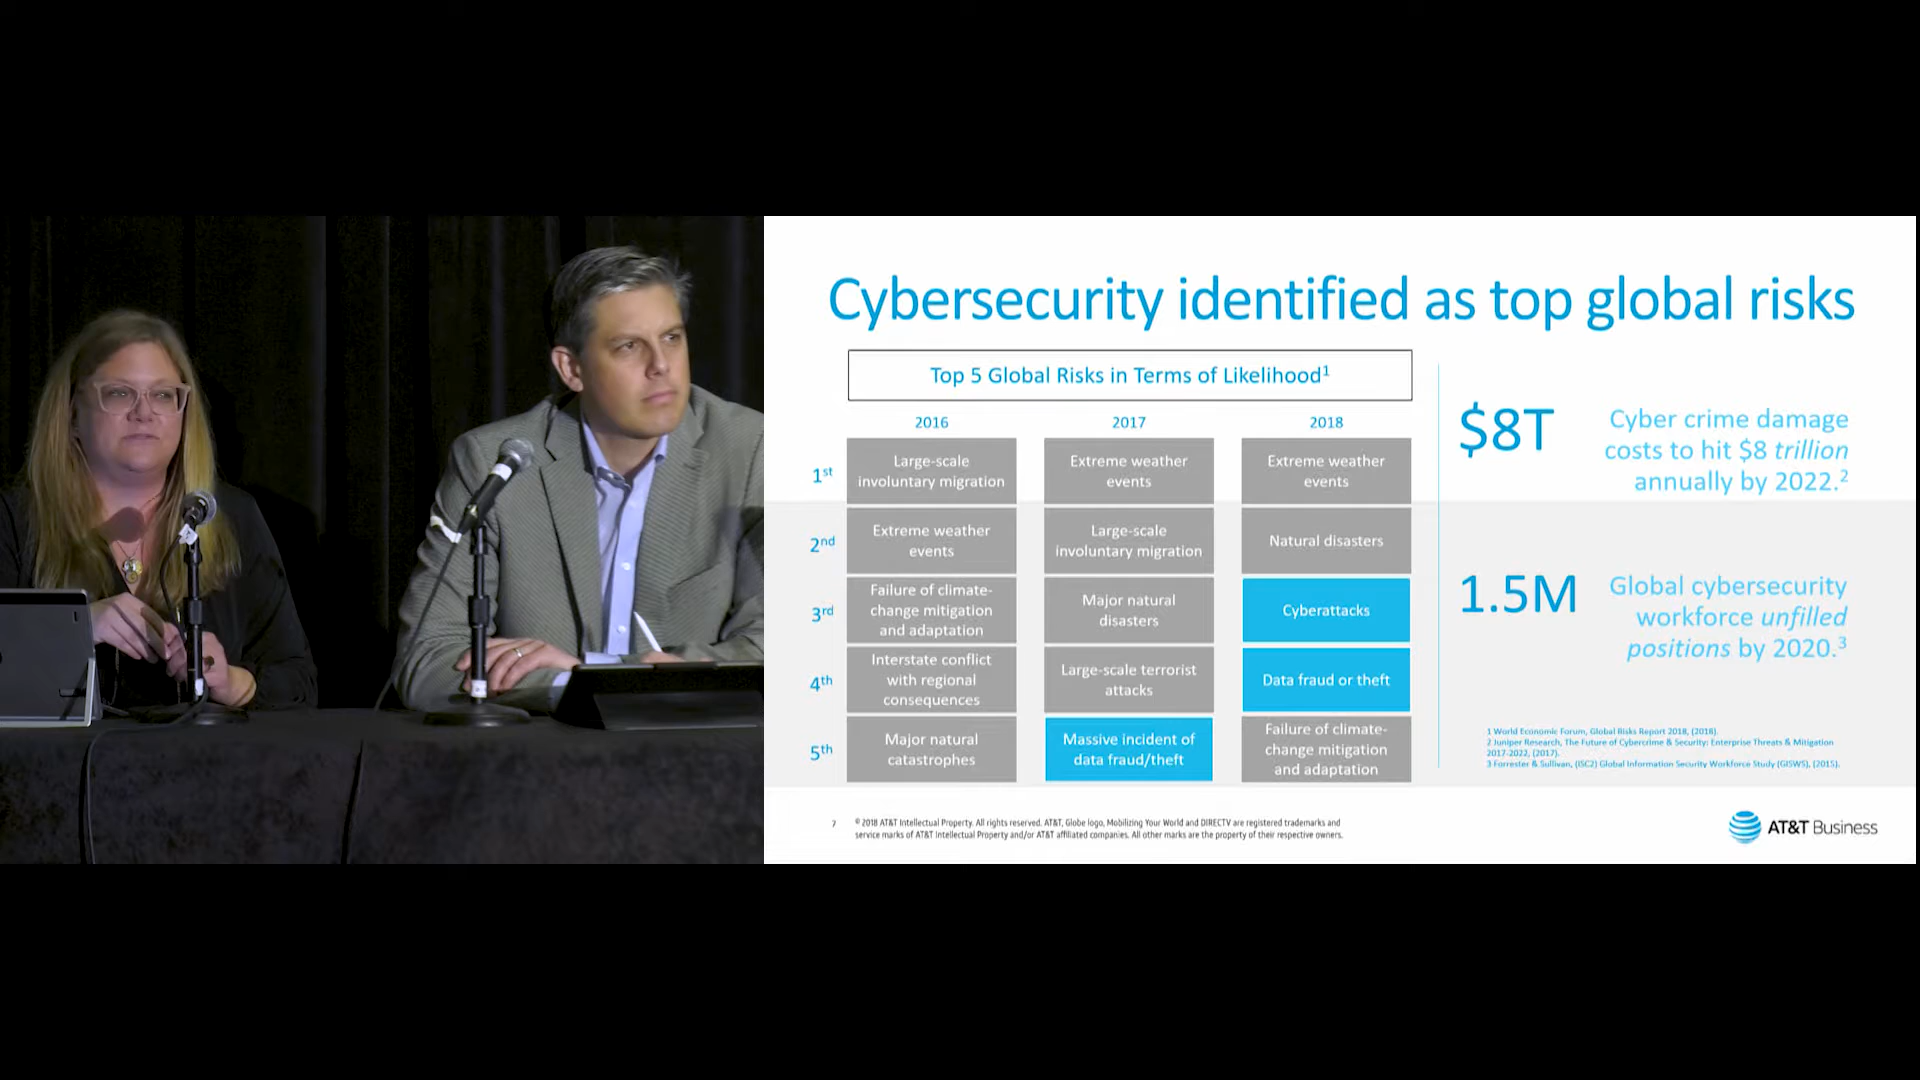 Cybersecurity identified as top global risks
Top 5 Global Risks in Terms of Likelihood1
2016
2017
2018
1st
Large-scale
involuntary migration
Extreme weather
events
Extreme weather
events
2nd
Extreme weather
events
Large-scale
involuntary migration
Natural disasters
3rd
Failure of climate-
change mitigation
and adaptation
Major natural
disasters
Cyberattacks
4th
Interstate conflict
with regional
consequences
Large-scale terrorist
attacks
Data fraud or theft
5th
Major natural
catastrophes
Massive incident of
data fraud/theft
Failure of climate-
change mitigation
and adaptation
$8T
Cyber crime damage
costs to hit $8 trillion
annually by 2022.2
1.5M
Global cybersecurity
workforce unfilled
positions by 2020.3
1 World Economic Forum, Global Risks Report 2018, (2018).
2 Juniper Research, The Future of Cybercrime & Security: Enterprise Threats & Mitigation
2017-2022, (2017).
3 Forrester & Sullivan, (ISC2) Global Information Security Workforce Study (GISWS), (2015).
7
© 2018 AT&T Intellectual Property. All rights reserved. AT&T, Globe logo, Mobilizing Your World and DIRECTV are registered trademarks and
service marks of AT&T Intellectual Property and/or AT&T affiliated companies. All other marks are the property of their respective owners.
AT&T Business